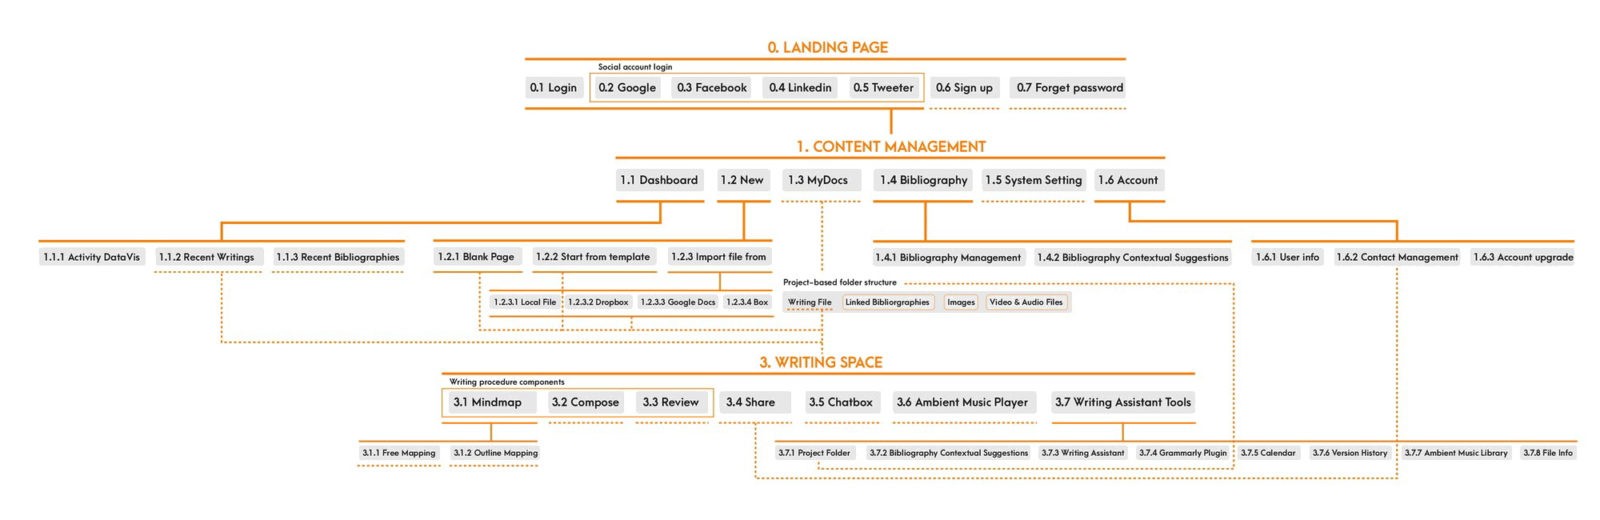 0. LANDING PAGE
Social account login
0.1 Login 0.2 Google 0.3 Facebook 0.4 Linkedin 0.5 Tweeter 0.6 Sign up 0.7 Forget password
1. CONTENT MANAGEMENT
1.1 Dashboard 1.2 New 1.3 MyDocs 1.4 Bibliography 1.5 System Setting 1.6 Account
1.1.1 Activity DataVis 1.1.2 Recent Writings 1.1.3 Recent Bibliographies 1.2.1 Blank Page 1.2.2 Start from template 1.2.3 Import file from 1.4.1 Bibliography Management 1.4.2 Bibliography Contextual Suggestions 1.6.1 User info 1.6.2 Contact Management 1.6.3 Account upgrade
Project-based folder structure
1.2.3.1 Local File 1.2.3.2 Dropbox 1.2.3.3 Google Docs 1.2.3.4 Box Writing File Linked Bibliorgraphies Images Video & Audio Files
3. WRITING SPACE
Writing procedure components
3.1 Mindmap 3.2 Compose 3.3 Review 3.4 Share 3.5 Chatbox 3.6 Ambient Music Player 3.7 Writing Assistant Tools
3.1.1 Free Mapping 3.1.2 Outline Mapping 3.7.1 Project Folder 3.7.2 Bibliography Contextual Suggestions 3.7.3 Writing Assistant 3.7.4 Grammarly Plugin 3.7.5 Calendar 3.7.6 Version History 3.7.7 Ambient Music Library 3.7.8 File Info